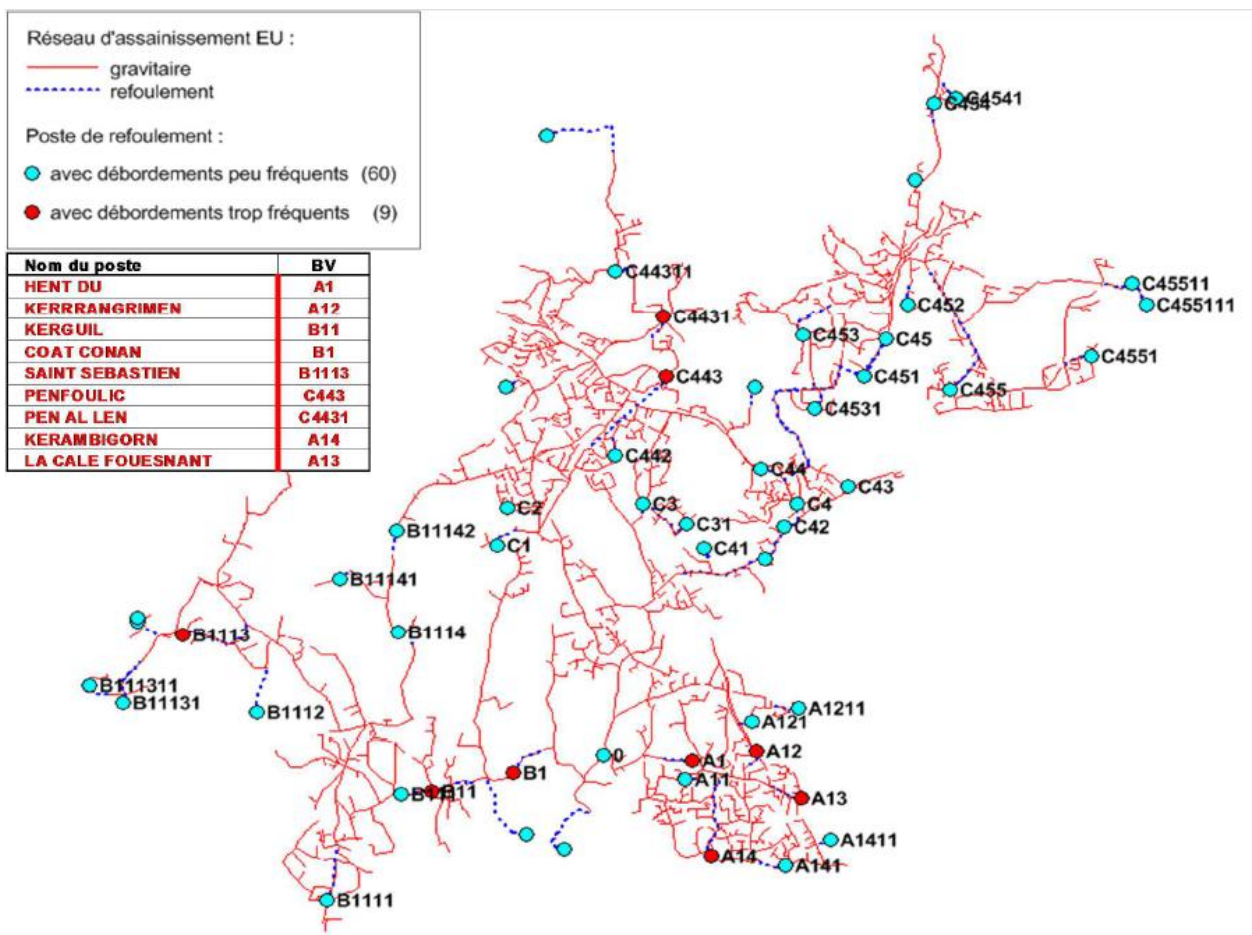 Réseau d'assainissement EU :
gravitaire
refoulement
Poste de refoulement :
avec débordements peu fréquents (60)
avec débordements trop fréquents (9)
Nom du poste BV
HENT DU A1
KERRRANGRIMEN A12
KERGUIL B11
COAT CONAN B1
SAINT SEBASTIEN B1113
PENFOULIC C443
PEN AL LEN C4431
KERAMBIGORN A14
LA CALE FOUESNANT A13
C4541
C454
C44311
C45511
C452
C455111
C4431
C453
C45
C4551
C443
C451
C455
C4531
C442
C44
C43
C2
C3
C4
C31
C42
B11142
C1
C41
B11141
B1114
B1113
B111311
B11131
B1112
A1211
A121
A12
0
A1
B1
A11
B111
B11
A13
A1411
A14
A141
B1111